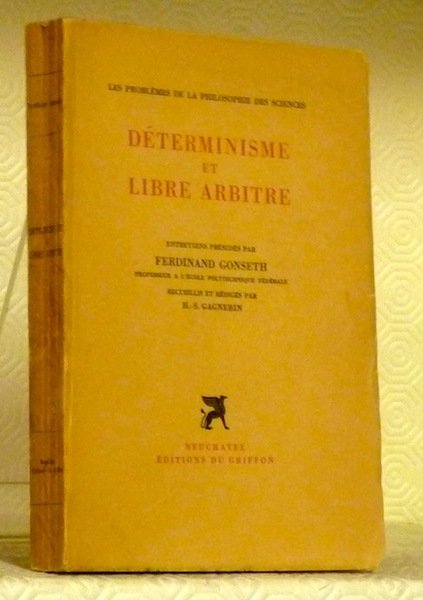 LES PROBLÈMES DE LA PHILOSOPHIE DES SCIENCES
DÉTERMINISME
ET
LIBRE ARBITRE
ENTRETIENS PRÉSIDÉS PAR
FERDINAND GONSETH
PROFESSEUR A L'ECOLE POLYTECHNIQUE FÉDÉRALE
RECUEILLIS ET RÉDIGÉS PAR
H.-S. GAGNEBIN
NEUCHATEL
ÉDITIONS DU GRIFFON